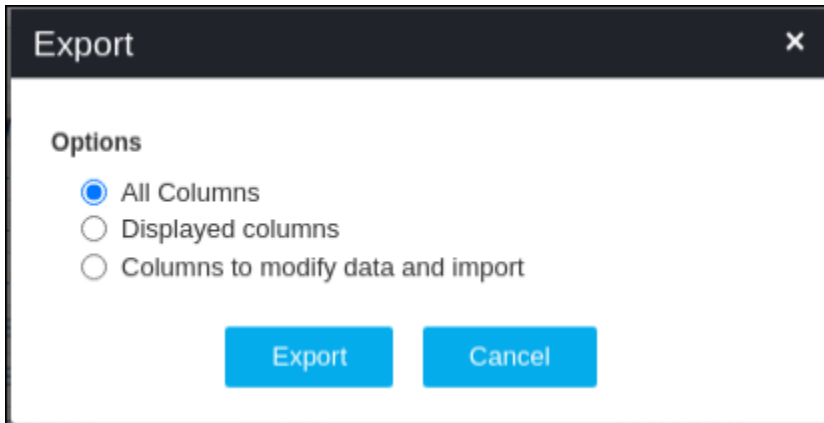 Export
Options
All Columns
Displayed columns
Columns to modify data and import
Export Cancel